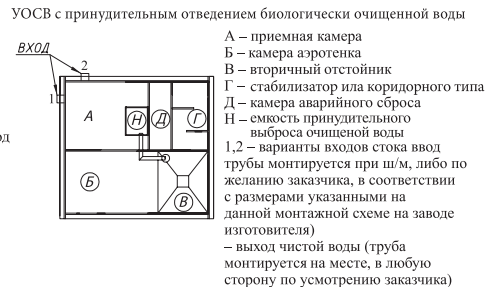 УОСВ с принудительным отведением биологически очищенной воды
ВХОД
2
1
од
А
Н
Д
Г
Б
В
А – приемная камера
Б – камера аэротенка
В – вторичный отстойник
Г – стабилизатор ила коридорного типа
Д – камера аварийного сброса
Н – емкость принудительного
выброса очищеной воды
1,2 – варианты входов стока ввод
трубы монтируется при ш/м, либо по
желанию заказчика, в соответствии
с размерами указанными на
данной монтажной схеме на заводе
изготовителя)
– выход чистой воды (труба
монтируется на месте, в любую
сторону по усмотрению заказчика)